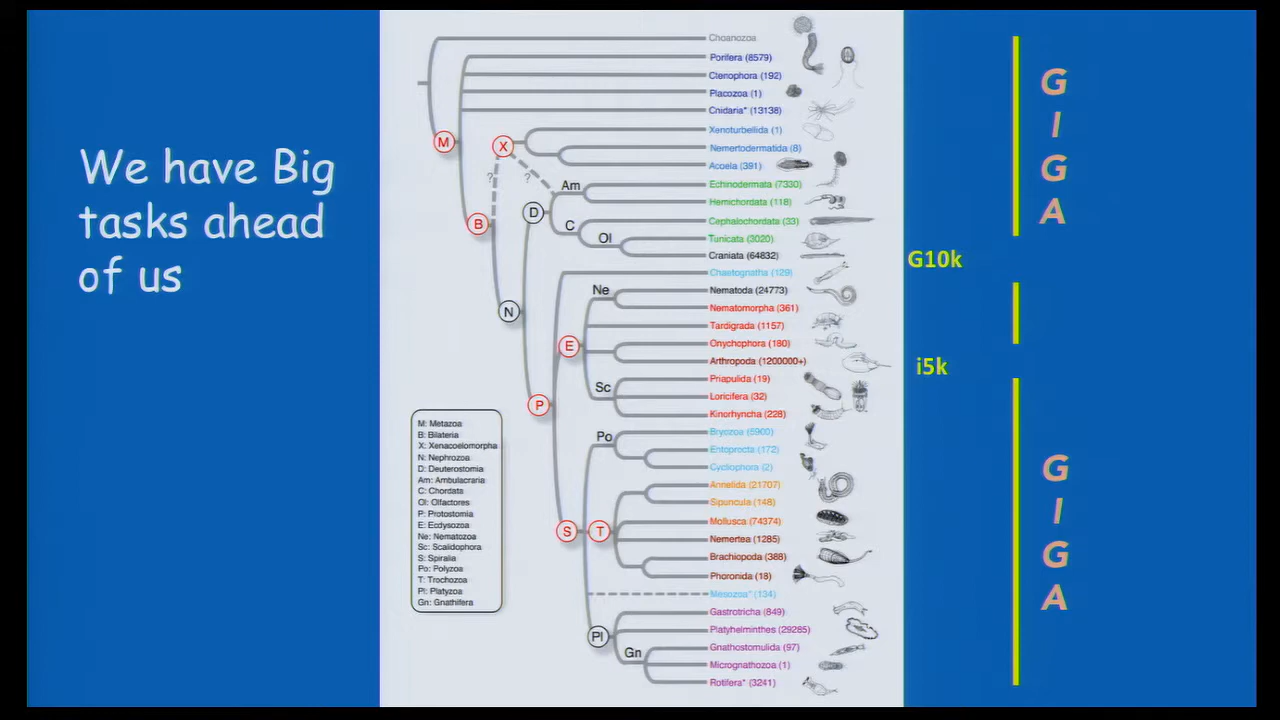 We have Big
tasks ahead
of us
Choanozoa
Porifera (8579)
Ctenophora (192)
Placozoa (1)
Cnidaria* (13138)
Xenoturbellida (1)
Nemertodermatida (8)
Acoela (391)
Echinodermata (7330)
Hemichordata (118)
Cephalochordata (33)
Tunicata (3020)
Craniata (64832)
Chaetognatha (129)
Nematoda (24773)
Nematomorpha (361)
Tardigrada (1157)
Onychophora (180)
Arthropoda (1200000+)
Priapulida (19)
Loricifera (32)
Kinorhyncha (228)
Bryozoa (5900)
Entoprocta (172)
Cycliophora (2)
Annelida (21707)
Sipuncula (148)
Mollusca (74374)
Nemertea (1285)
Brachiopoda (388)
Phoronida (18)
Mesozoa* (134)
Gastrotricha (849)
Platyhelminthes (29285)
Gnathostomulida (97)
Micrognathozoa (1)
Rotifera* (3241)
M
X
?
?
Am
D
B
C
Ol
N
Ne
E
Sc
P
Po
S
T
Pl
Gn
M: Metazoa
B: Bilateria
X: Xenacoelomorpha
N: Nephrozoa
D: Deuterostomia
Am: Ambulacraria
C: Chordata
Ol: Olfactores
P: Protostomia
E: Ecdysozoa
Ne: Nematozoa
Sc: Scalidophora
S: Spiralia
Po: Polyzoa
T: Trochozoa
Pl: Platyzoa
Gn: Gnathifera
G
I
G
A
G10k
i5k
G
I
G
A